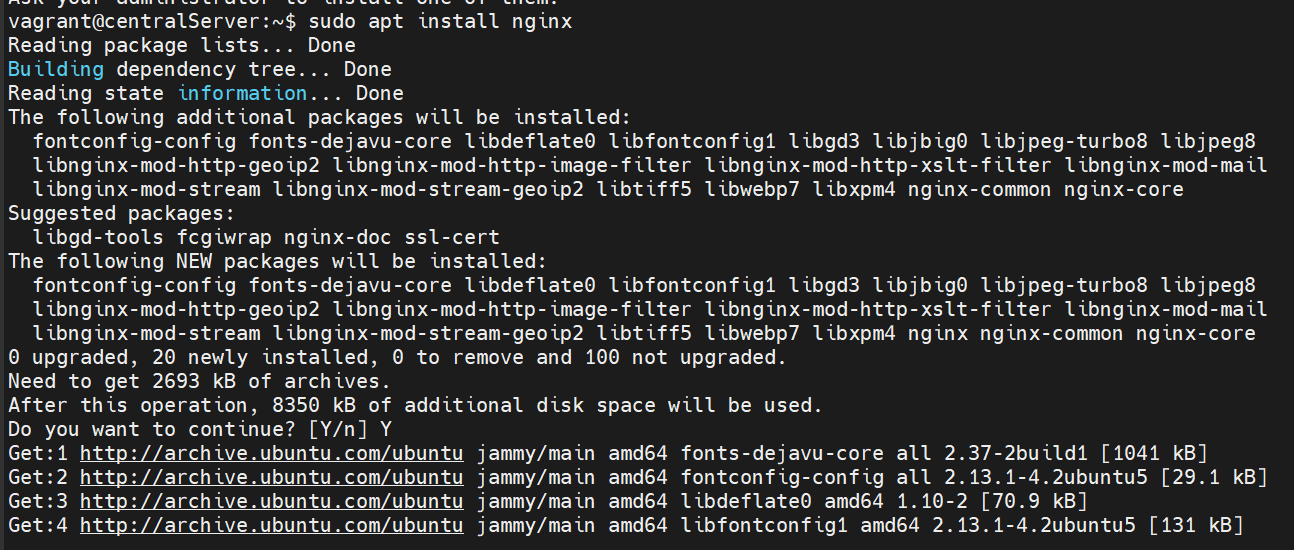 Ask your administrator to install one of them.
vagrant@centralServer:~$ sudo apt install nginx
Reading package lists... Done
Building dependency tree... Done
Reading state information... Done
The following additional packages will be installed:
  fontconfig-config fonts-dejavu-core libdeflate0 libfontconfig1 libgd3 libjbig0 libjpeg-turbo8 libjpeg8
  libnginx-mod-http-geoip2 libnginx-mod-http-image-filter libnginx-mod-http-xslt-filter libnginx-mod-mail
  libnginx-mod-stream libnginx-mod-stream-geoip2 libtiff5 libwebp7 libxpm4 nginx-common nginx-core
Suggested packages:
  libgd-tools fcgiwrap nginx-doc ssl-cert
The following NEW packages will be installed:
  fontconfig-config fonts-dejavu-core libdeflate0 libfontconfig1 libgd3 libjbig0 libjpeg-turbo8 libjpeg8
  libnginx-mod-http-geoip2 libnginx-mod-http-image-filter libnginx-mod-http-xslt-filter libnginx-mod-mail
  libnginx-mod-stream libnginx-mod-stream-geoip2 libtiff5 libwebp7 libxpm4 nginx nginx-common nginx-core
0 upgraded, 20 newly installed, 0 to remove and 100 not upgraded.
Need to get 2693 kB of archives.
After this operation, 8350 kB of additional disk space will be used.
Do you want to continue? [Y/n] Y
Get:1 http://archive.ubuntu.com/ubuntu jammy/main amd64 fonts-dejavu-core all 2.37-2build1 [1041 kB]
Get:2 http://archive.ubuntu.com/ubuntu jammy/main amd64 fontconfig-config all 2.13.1-4.2ubuntu5 [29.1 kB]
Get:3 http://archive.ubuntu.com/ubuntu jammy/main amd64 libdeflate0 amd64 1.10-2 [70.9 kB]
Get:4 http://archive.ubuntu.com/ubuntu jammy/main amd64 libfontconfig1 amd64 2.13.1-4.2ubuntu5 [131 kB]